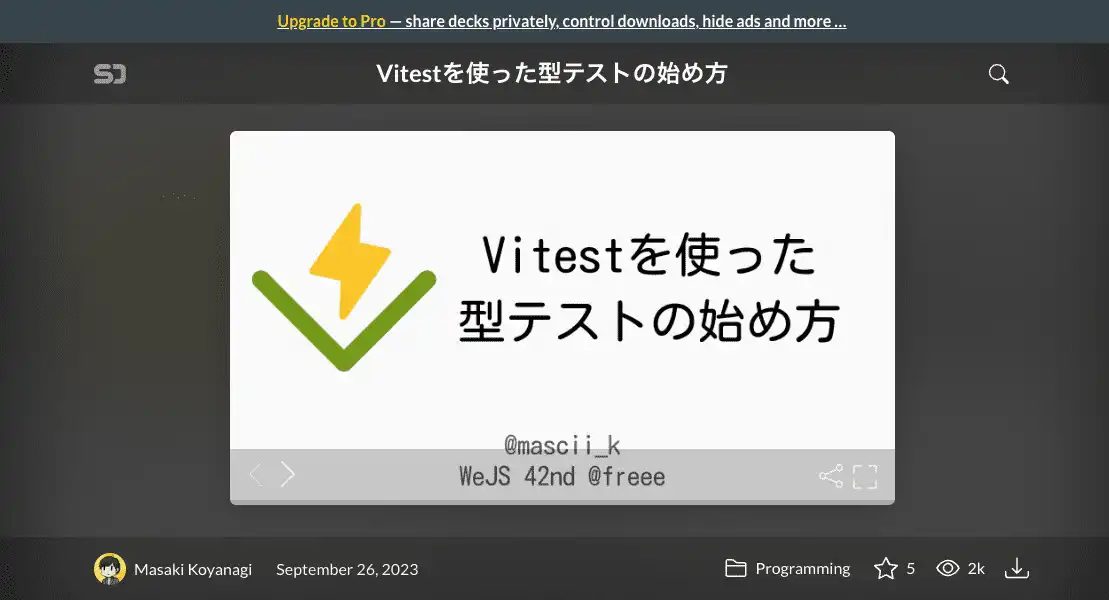 Upgrade to Pro — share decks privately, control downloads, hide ads and more …
SD
Vitestを使った型テストの始め方
Vitestを使った
型テストの始め方
@mascii_k
WeJS 42nd @freee
Masaki Koyanagi
September 26, 2023
Programming
5
2k